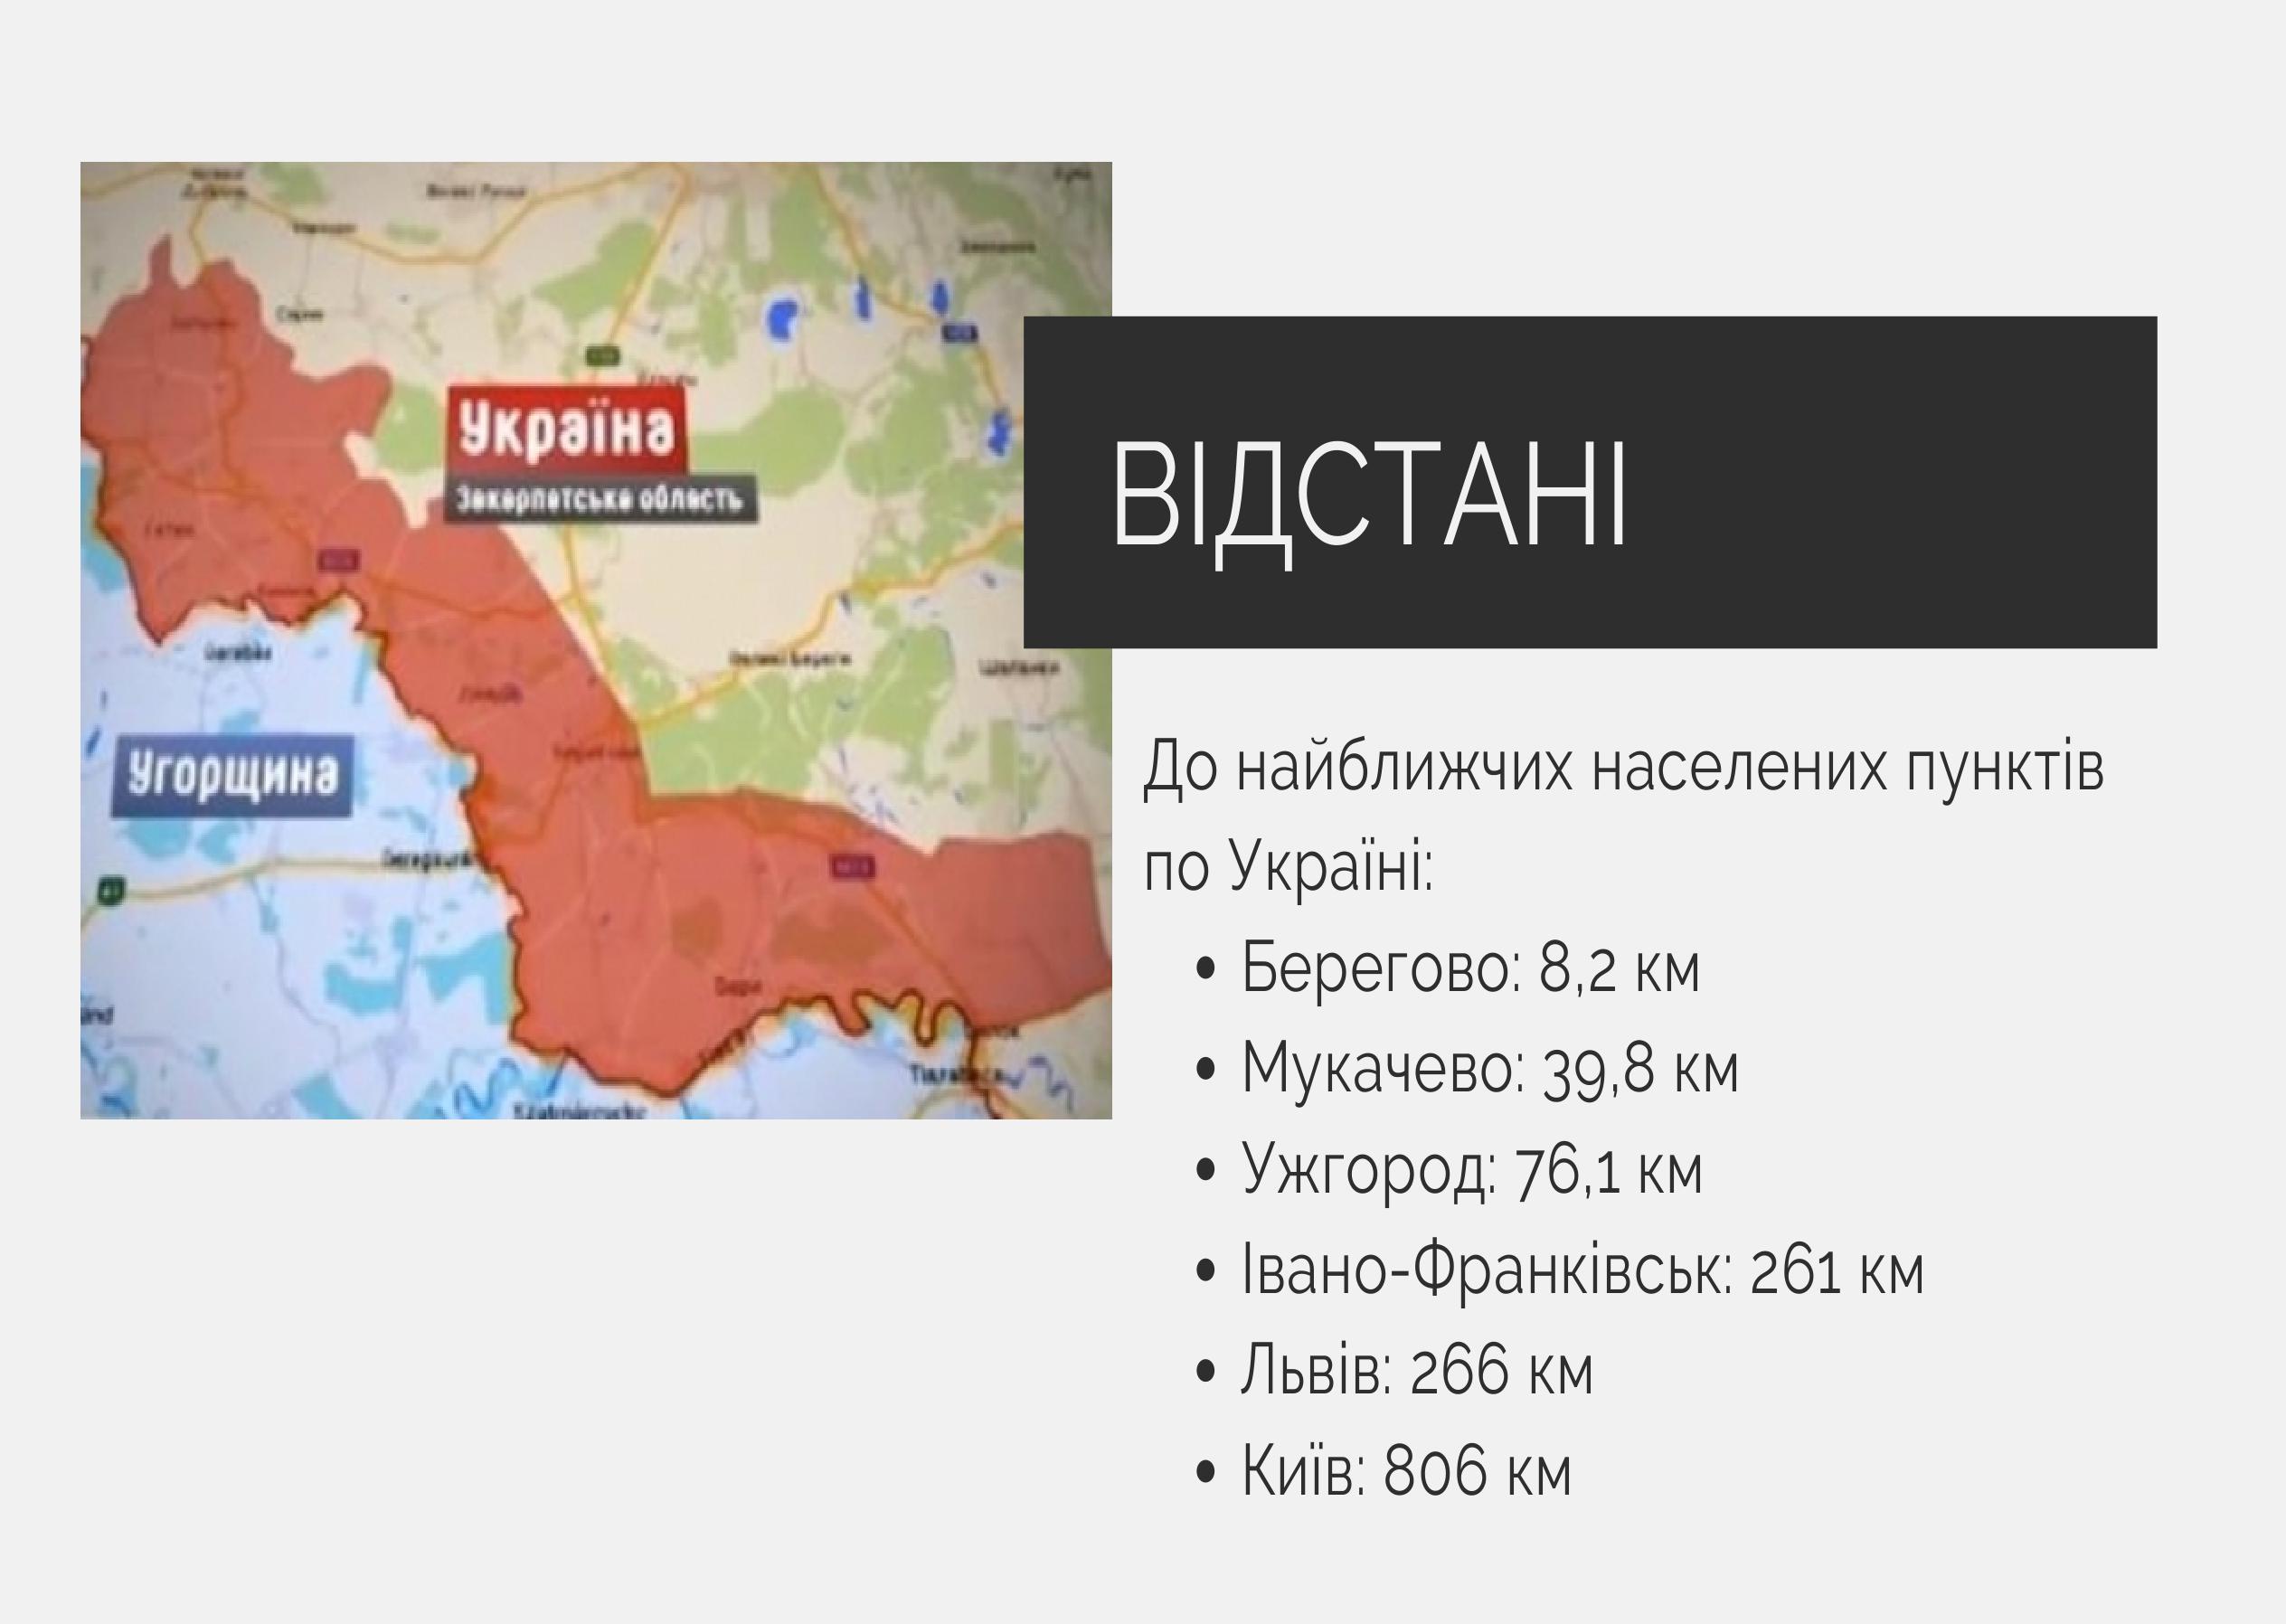 Україна
Закарпатська область
Угорщина
ВІДСТАНІ
До найближчих населених пунктів
по Україні:
• Берегово: 8,2 км
• Мукачево: 39,8 км
• Ужгород: 76,1 км
• Івано-Франківськ: 261 км
• Львів: 266 км
• Київ: 806 км